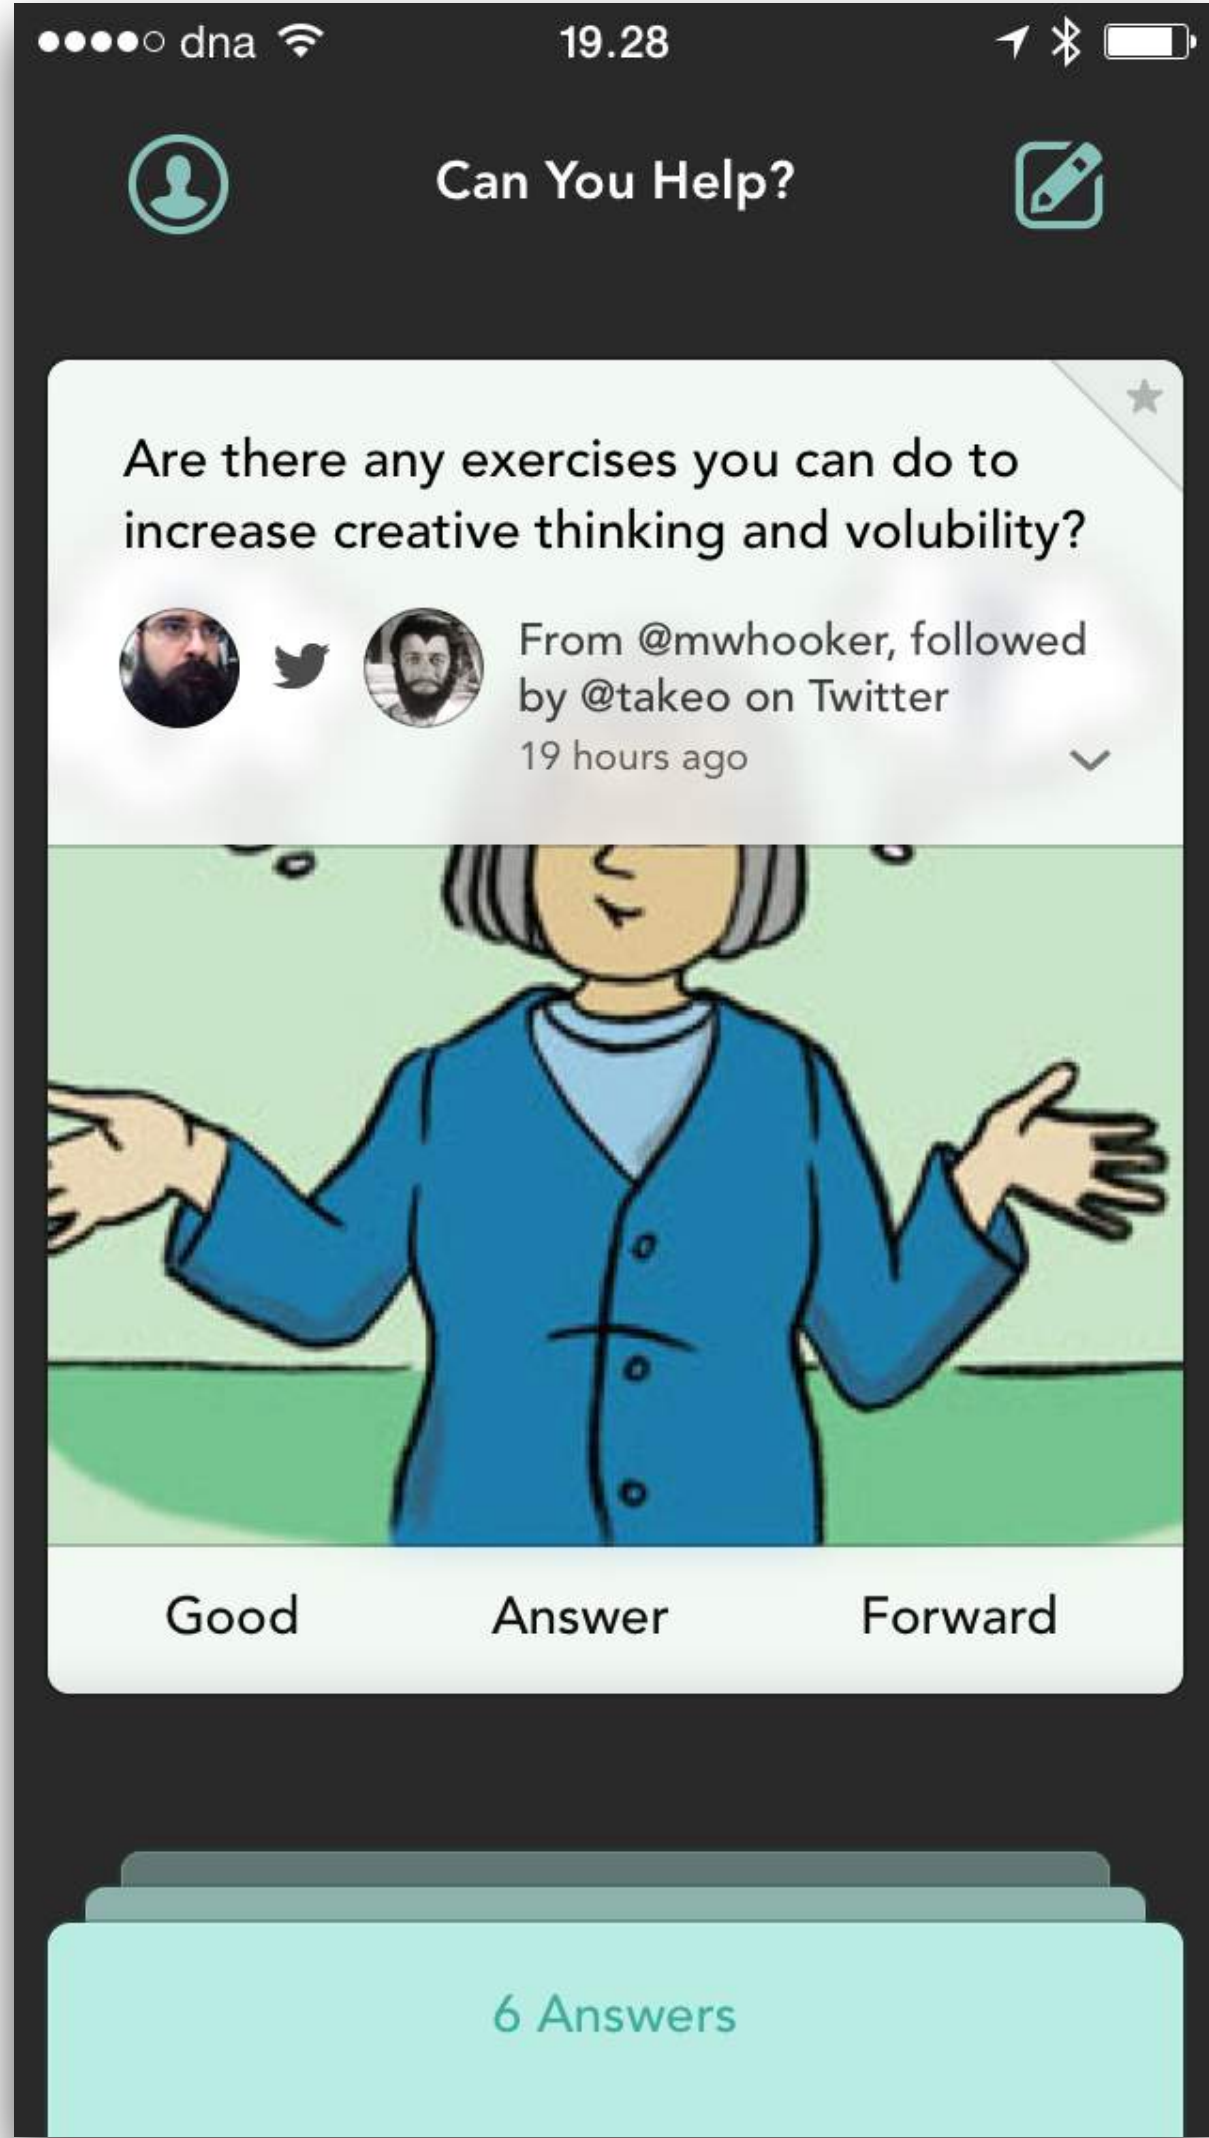 dna
19.28
Can You Help?
Are there any exercises you can do to
increase creative thinking and volubility?
From @mwhooker, followed
by @takeo on Twitter
19 hours ago
Good
Answer
Forward
6 Answers